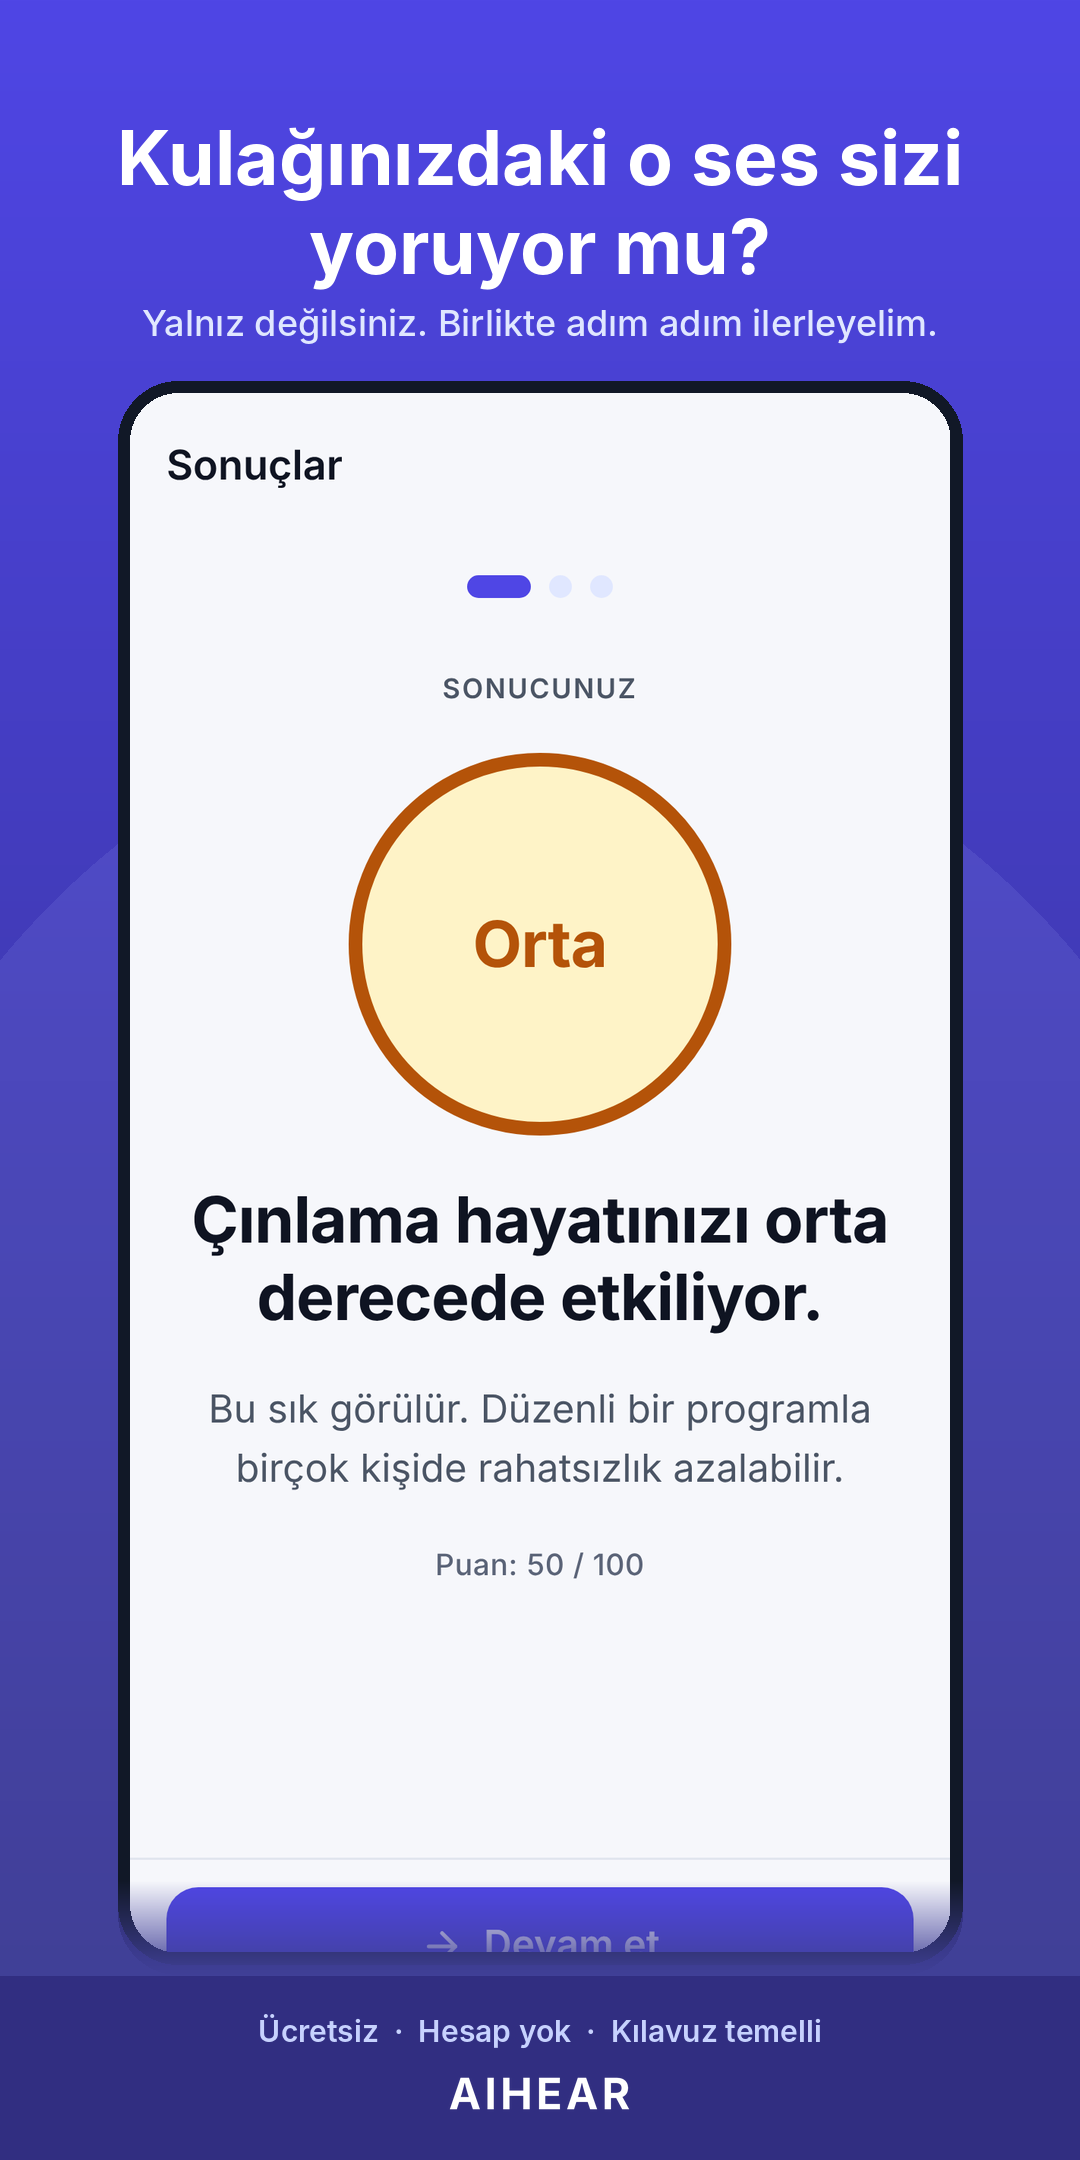 Kulağınızdaki o ses sizi
yoruyor mu?
Yalnız değilsiniz. Birlikte adım adım ilerleyelim.
Sonuçlar
SONUCUNUZ
Orta
Çınlama hayatınızı orta
derecede etkiliyor.
Bu sık görülür. Düzenli bir programla
birçok kişide rahatsızlık azalabilir.
Puan: 50 / 100
→ Devam et
Ücretsiz · Hesap yok · Kılavuz temelli
AIHEAR